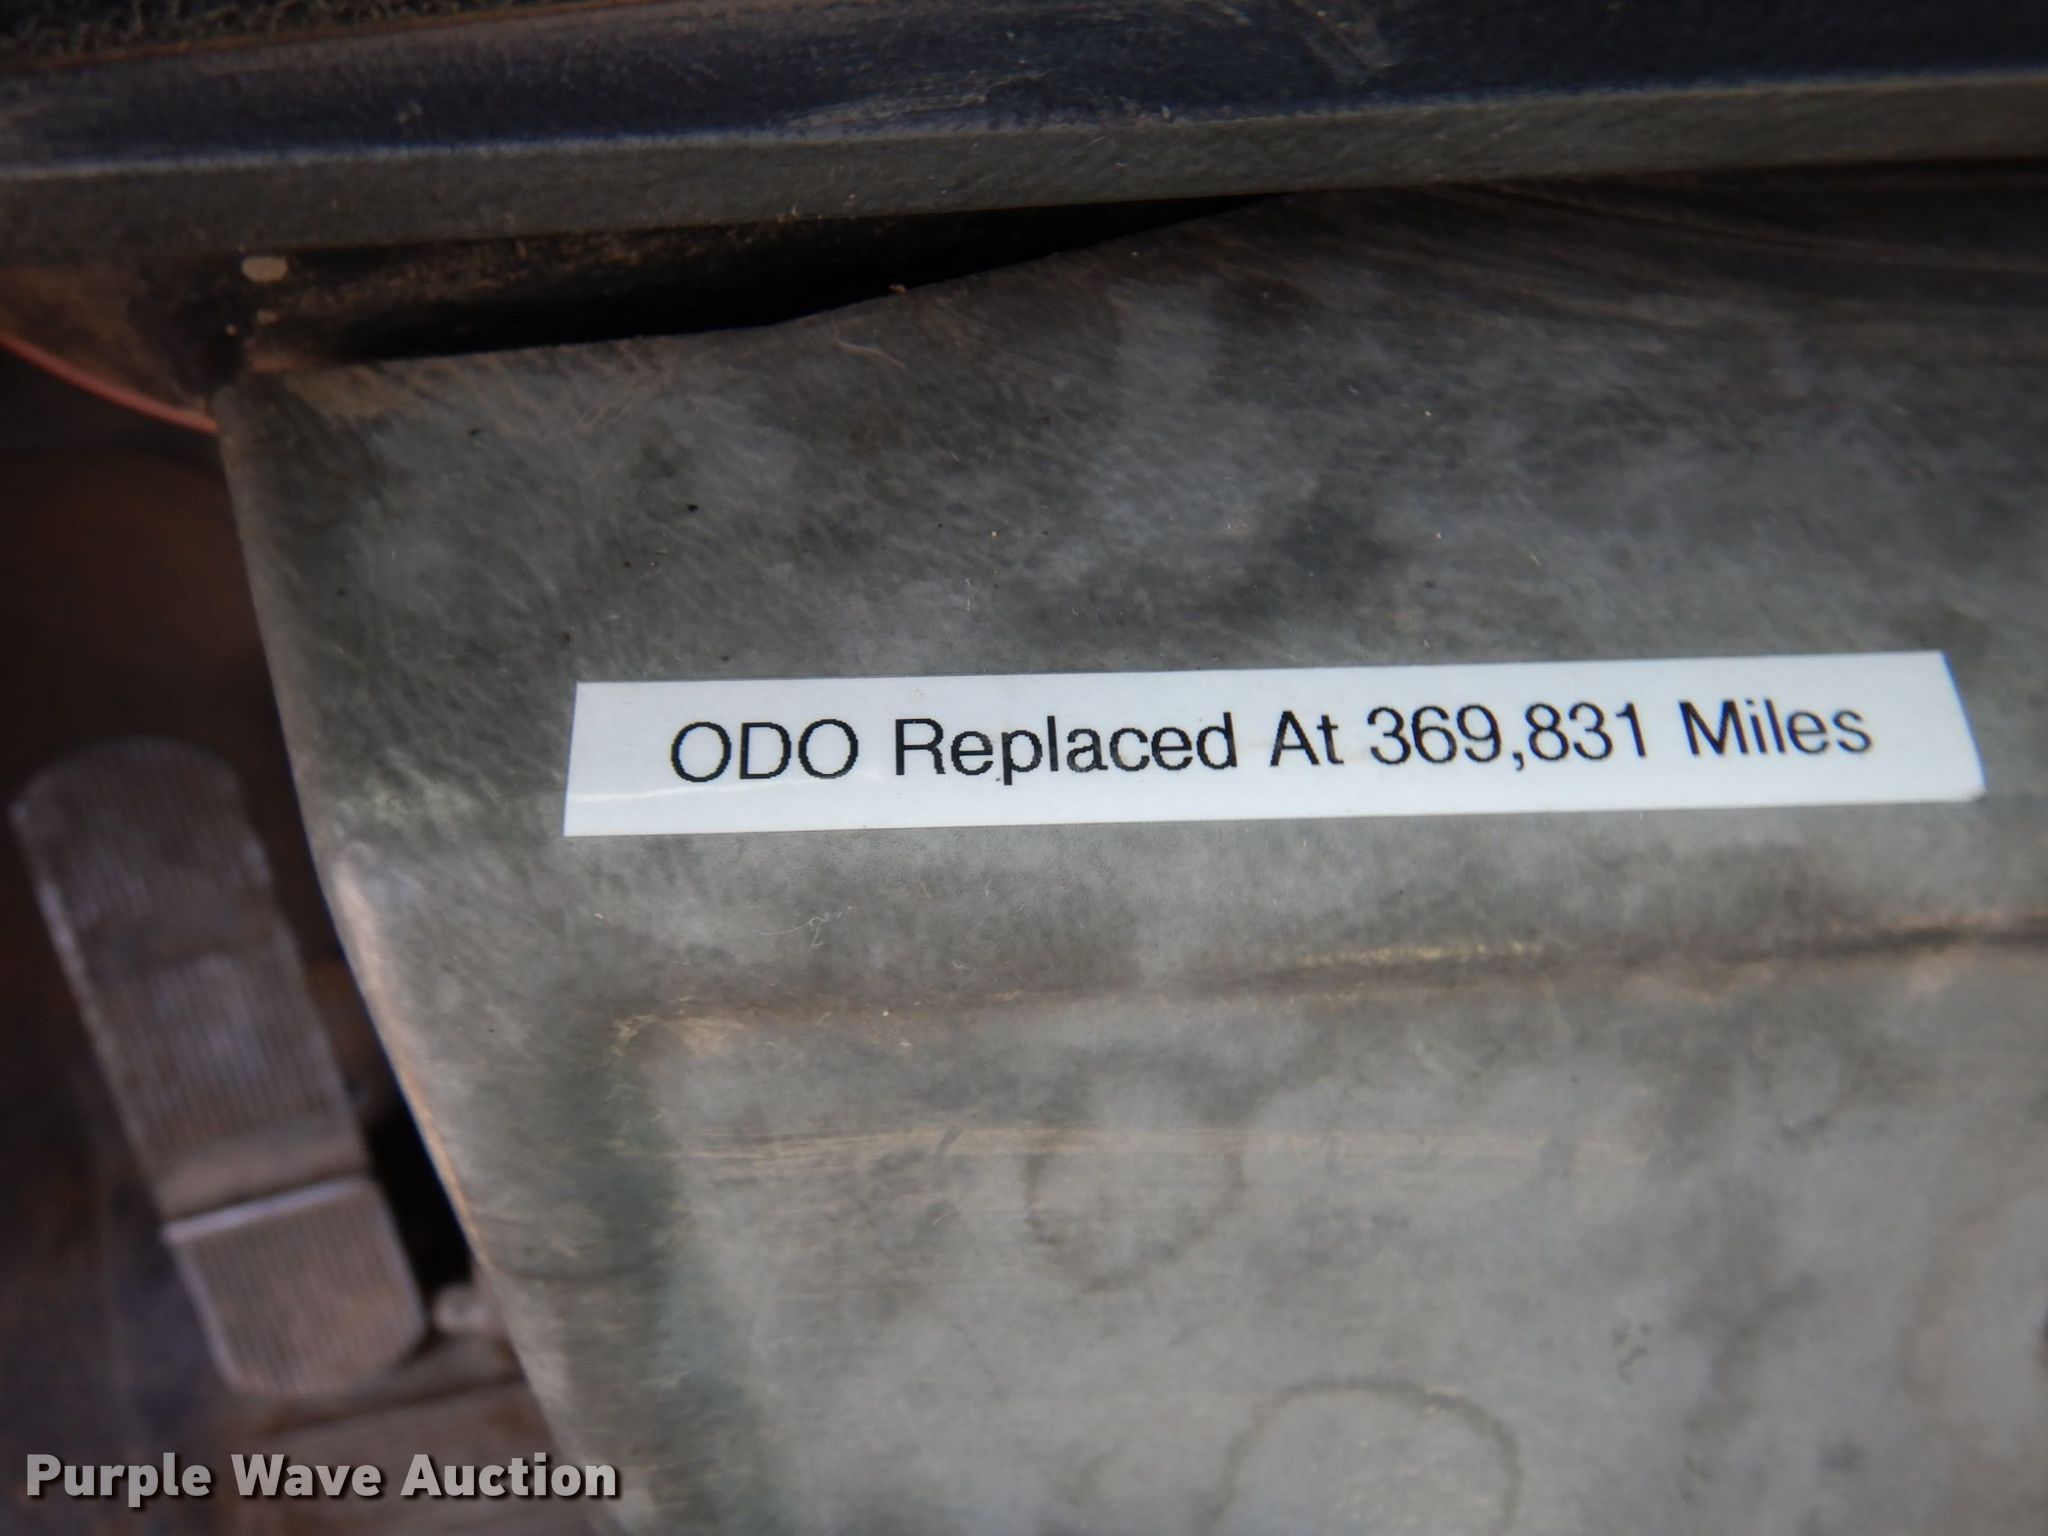 ODO Replaced At 369,831 Miles
Purple Wave Auction